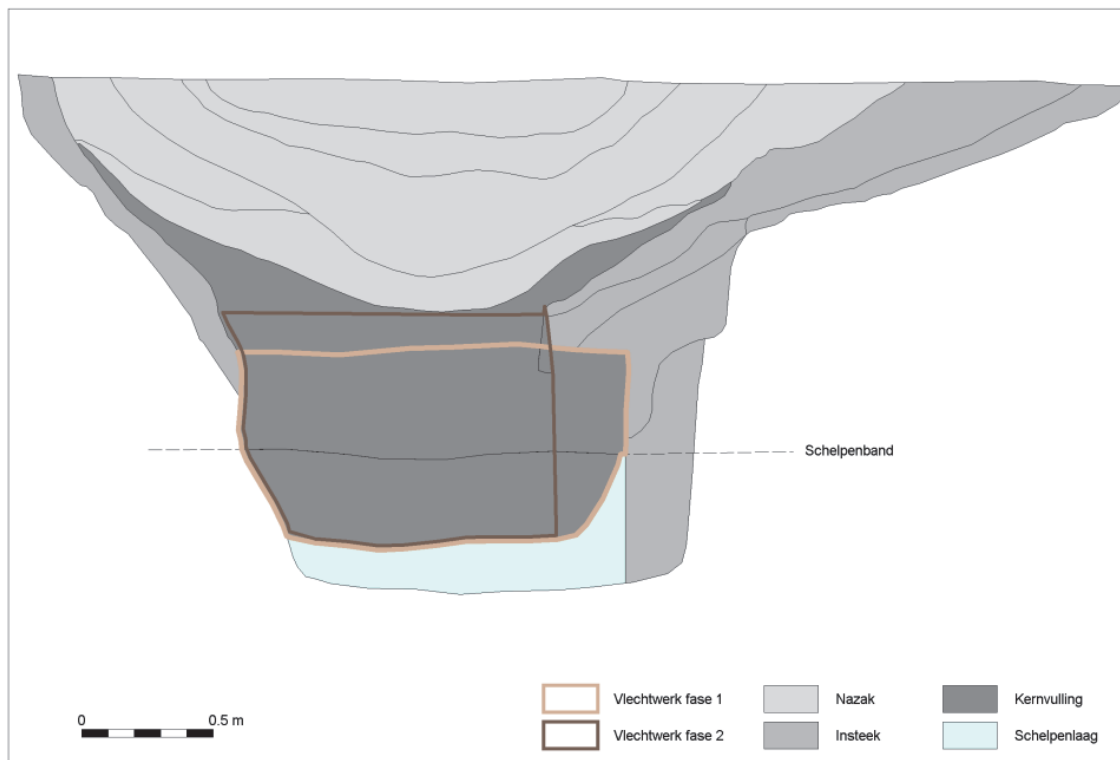 Schelpenband
0 0.5 m
Vlechtwerk fase 1
Vlechtwerk fase 2
Nazak
Insteek
Kernvulling
Schelpenlaag